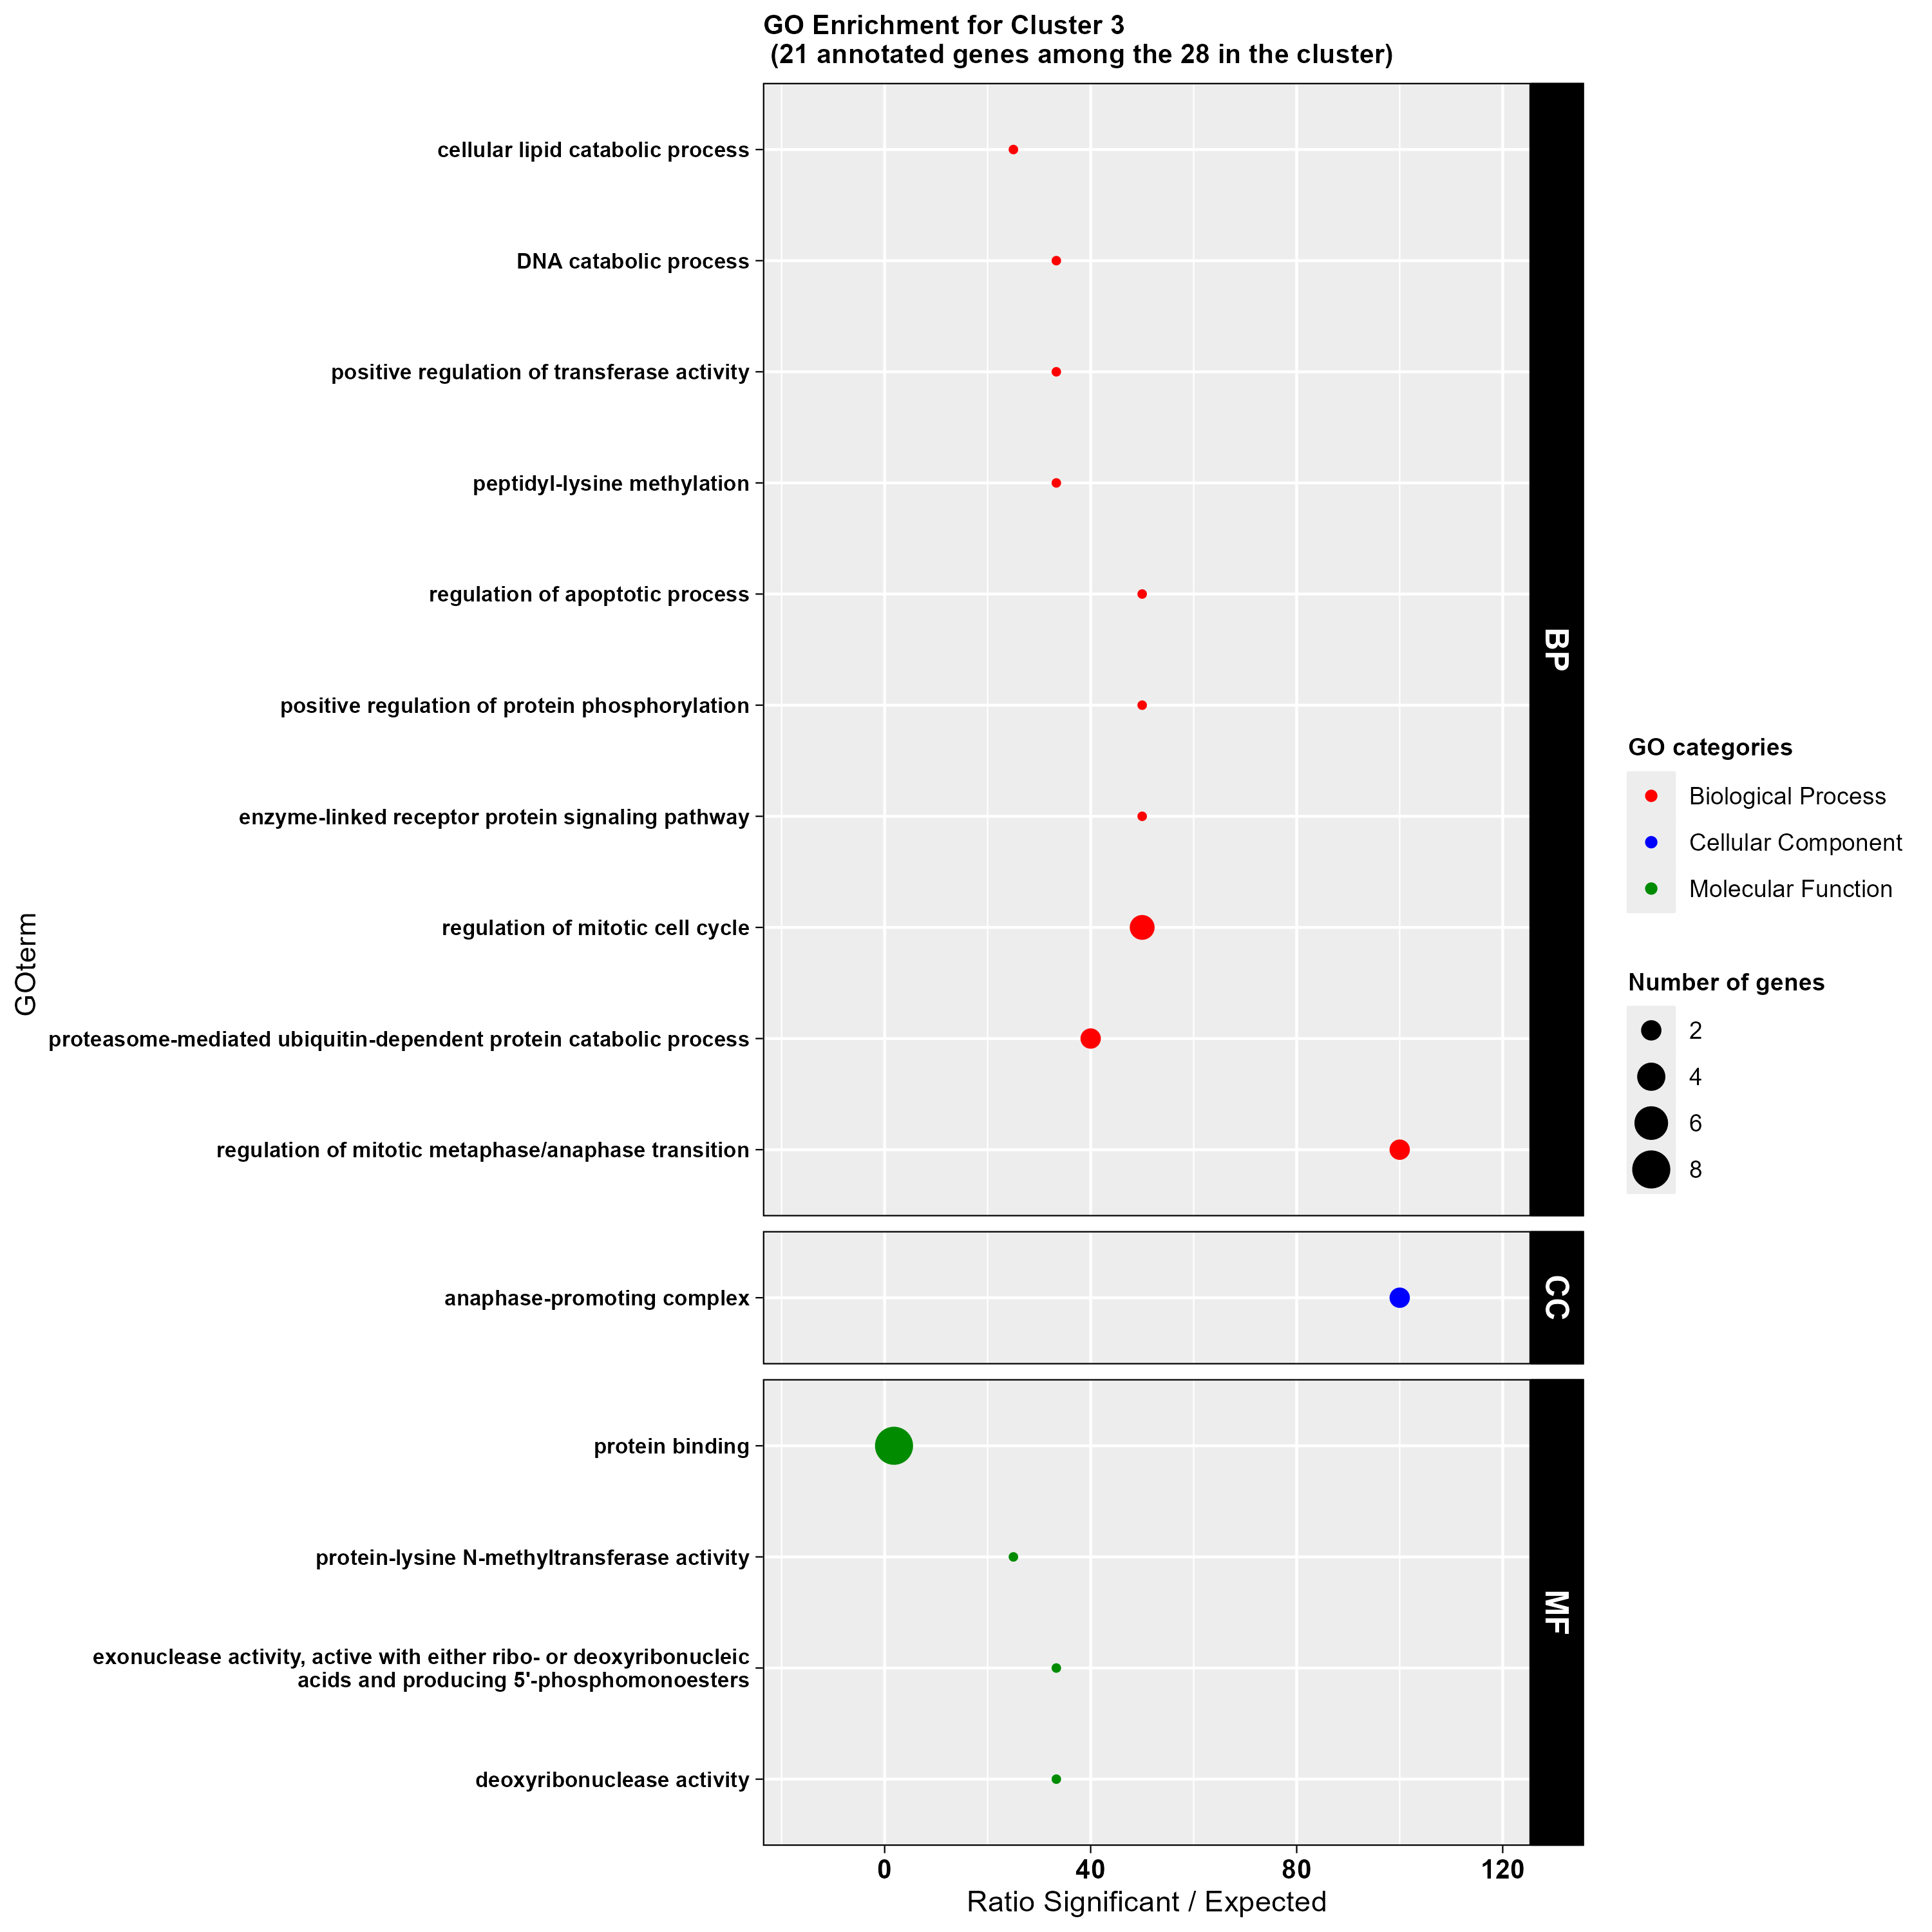 GO Enrichment for Cluster 3
(21 annotated genes among the 28 in the cluster)
GOterm
cellular lipid catabolic process
DNA catabolic process
positive regulation of transferase activity
peptidyl-lysine methylation
regulation of apoptotic process
positive regulation of protein phosphorylation
enzyme-linked receptor protein signaling pathway
regulation of mitotic cell cycle
proteasome-mediated ubiquitin-dependent protein catabolic process
regulation of mitotic metaphase/anaphase transition
BP
anaphase-promoting complex
CC
protein binding
protein-lysine N-methyltransferase activity
exonuclease activity, active with either ribo- or deoxyribonucleic
acids and producing 5'-phosphomonoesters
deoxyribonuclease activity
MF
0 40 80 120
Ratio Significant / Expected
GO categories
Biological Process
Cellular Component
Molecular Function
Number of genes
2
4
6
8